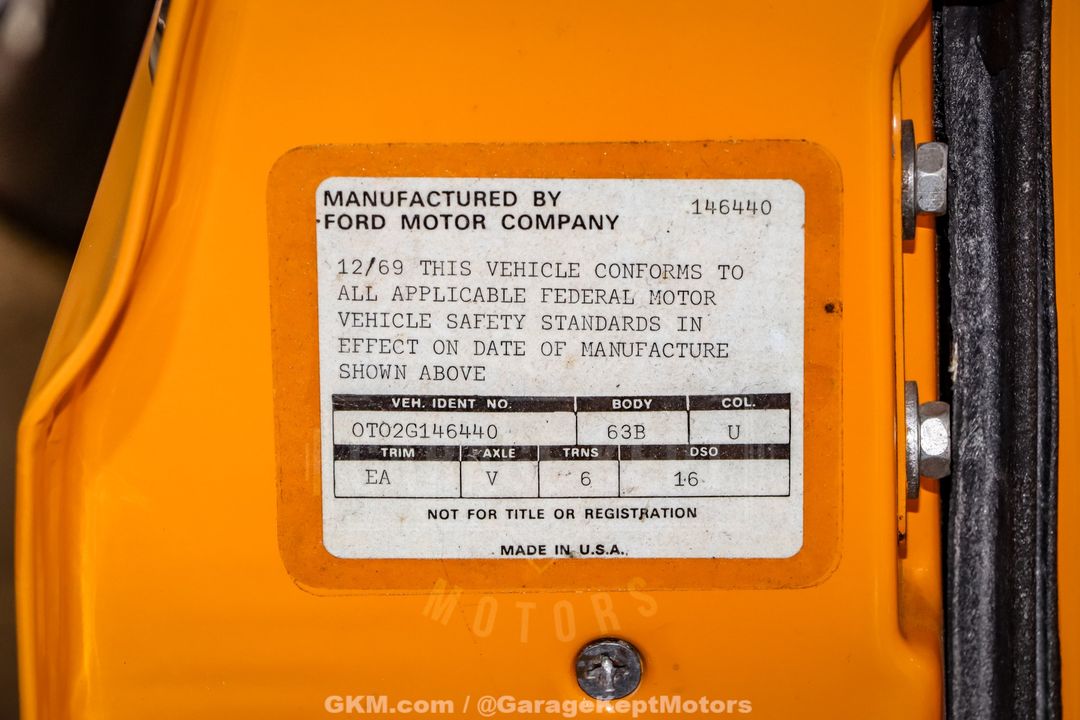 MANUFACTURED BY 146440
FORD MOTOR COMPANY
12/69 THIS VEHICLE CONFORMS TO
ALL APPLICABLE FEDERAL MOTOR
VEHICLE SAFETY STANDARDS IN
EFFECT ON DATE OF MANUFACTURE
SHOWN ABOVE
VEH. IDENT NO. BODY COL.
0T02G146440 63B U
TRIM AXLE TRNS DSO
EA V 6 16
NOT FOR TITLE OR REGISTRATION
MADE IN U.S.A.
MOTORS
GKM.com / @GarageKeptMotors